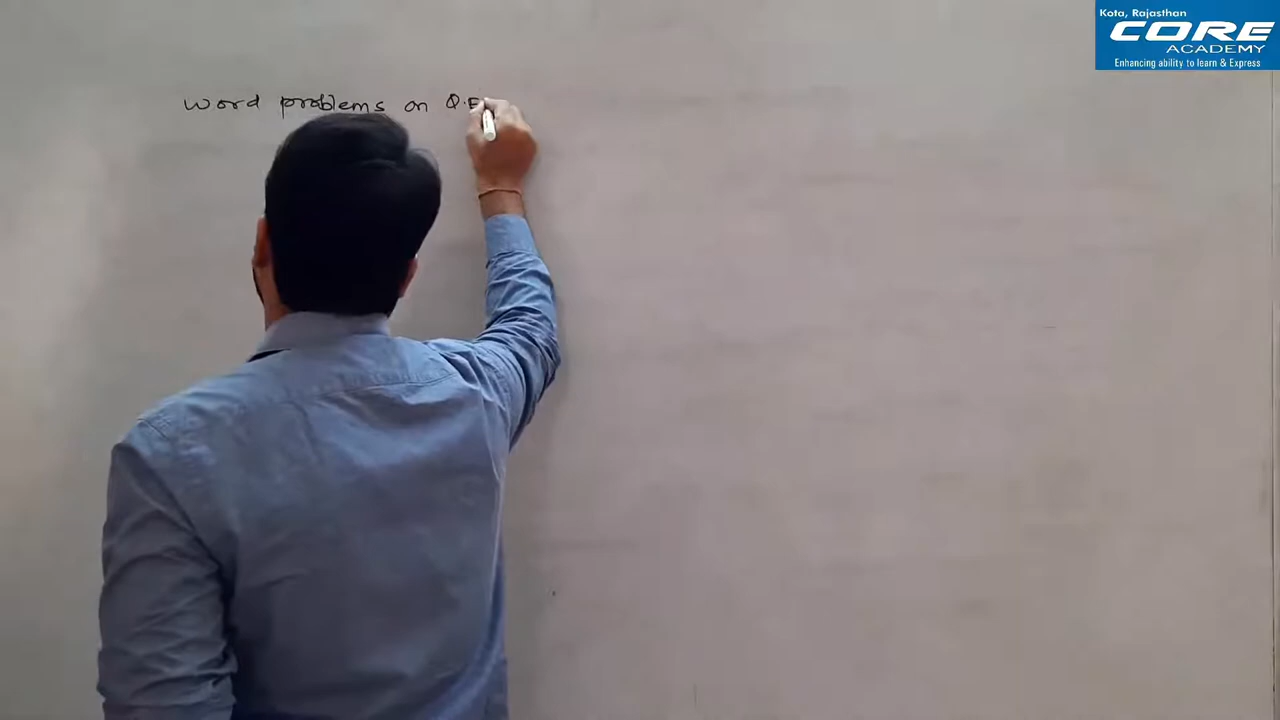 Kota, Rajasthan
CORE
ACADEMY
Enhancing ability to learn & Express
Word problems on Q.E